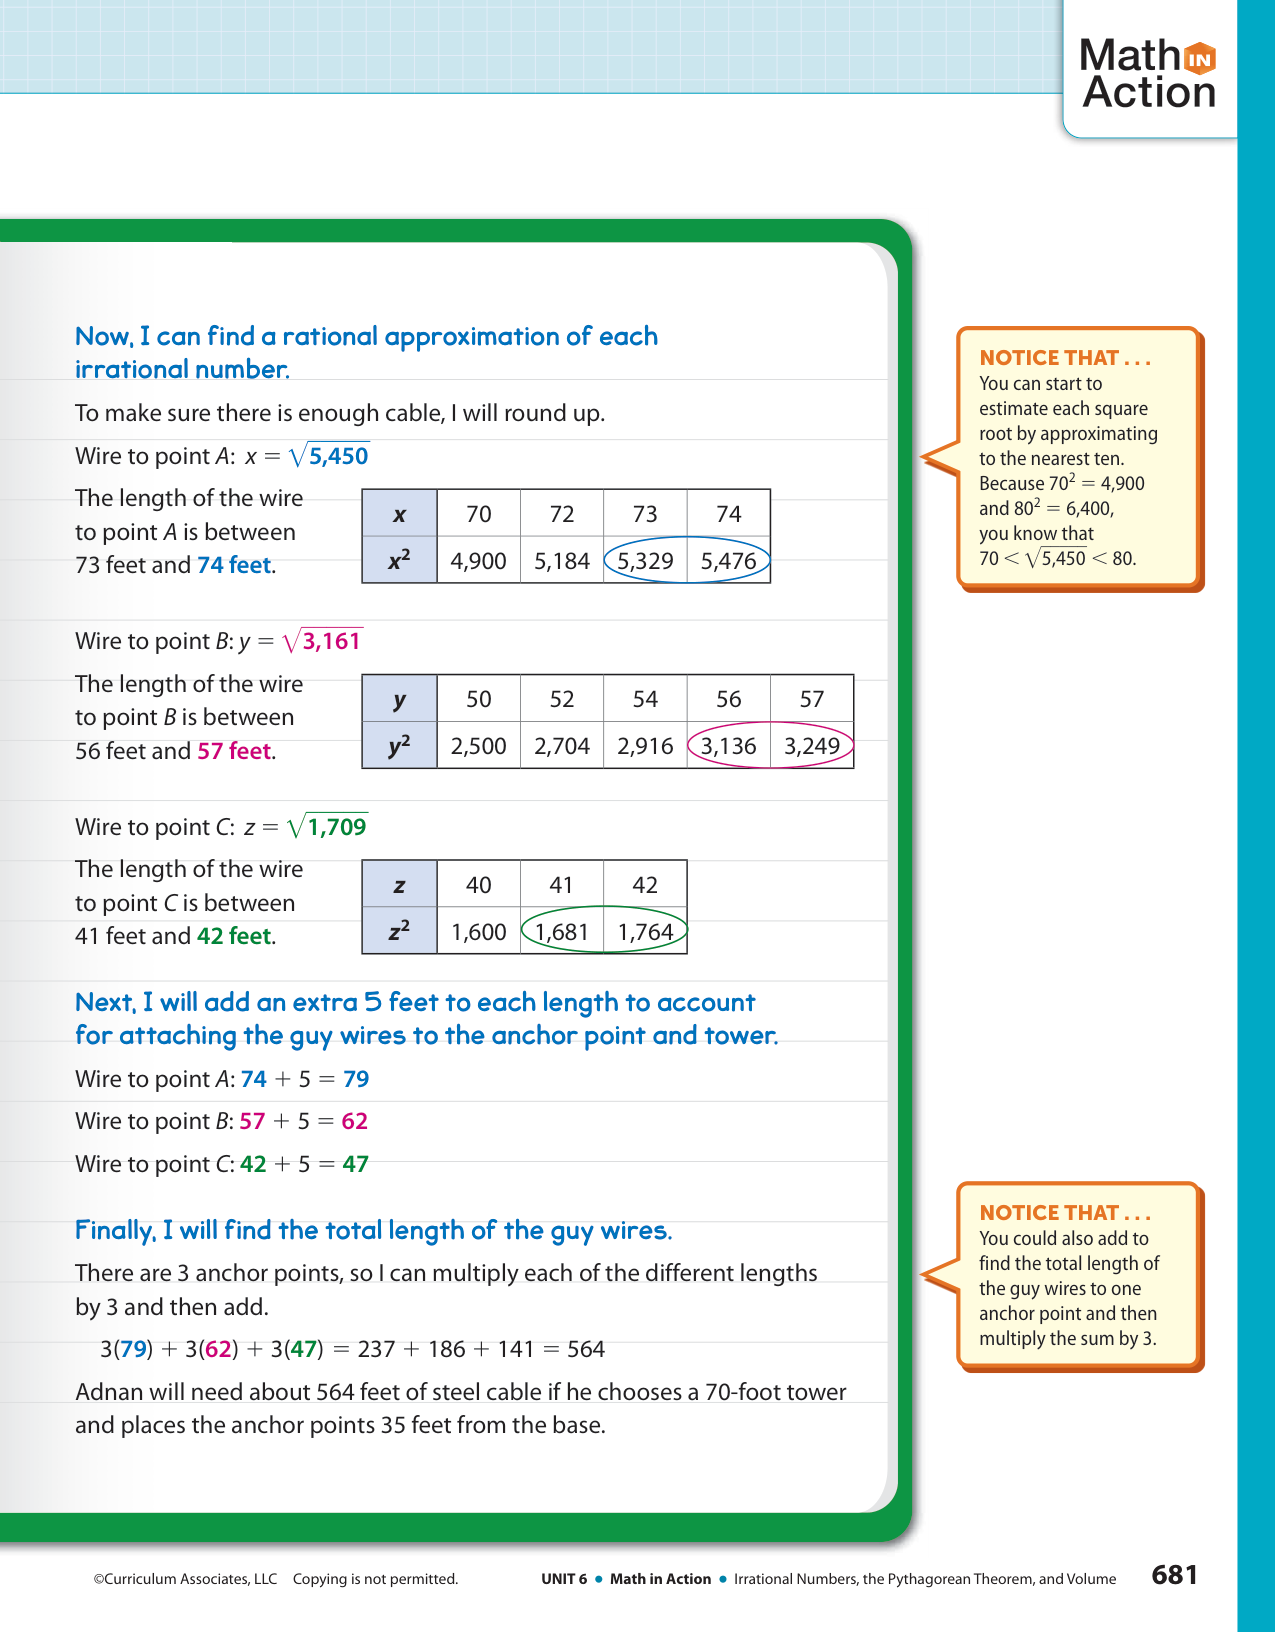 Math IN
Action
Now, I can find a rational approximation of each
irrational number.
To make sure there is enough cable, I will round up.
Wire to point A: x = √5,450
The length of the wire
to point A is between
73 feet and 74 feet.
x 70 72 73 74
x² 4,900 5,184 5,329 5,476
Wire to point B: y = √3,161
The length of the wire
to point B is between
56 feet and 57 feet.
y 50 52 54 56 57
y² 2,500 2,704 2,916 3,136 3,249
Wire to point C: z = √1,709
The length of the wire
to point C is between
41 feet and 42 feet.
z 40 41 42
z² 1,600 1,681 1,764
Next, I will add an extra 5 feet to each length to account
for attaching the guy wires to the anchor point and tower.
Wire to point A: 74 + 5 = 79
Wire to point B: 57 + 5 = 62
Wire to point C: 42 + 5 = 47
Finally, I will find the total length of the guy wires.
There are 3 anchor points, so I can multiply each of the different lengths
by 3 and then add.
3(79) + 3(62) + 3(47) = 237 + 186 + 141 = 564
Adnan will need about 564 feet of steel cable if he chooses a 70-foot tower
and places the anchor points 35 feet from the base.
NOTICE THAT . . .
You can start to
estimate each square
root by approximating
to the nearest ten.
Because 70² = 4,900
and 80² = 6,400,
you know that
70 < √5,450 < 80.
NOTICE THAT . . .
You could also add to
find the total length of
the guy wires to one
anchor point and then
multiply the sum by 3.
©Curriculum Associates, LLC Copying is not permitted.
UNIT 6 • Math in Action • Irrational Numbers, the Pythagorean Theorem, and Volume 681